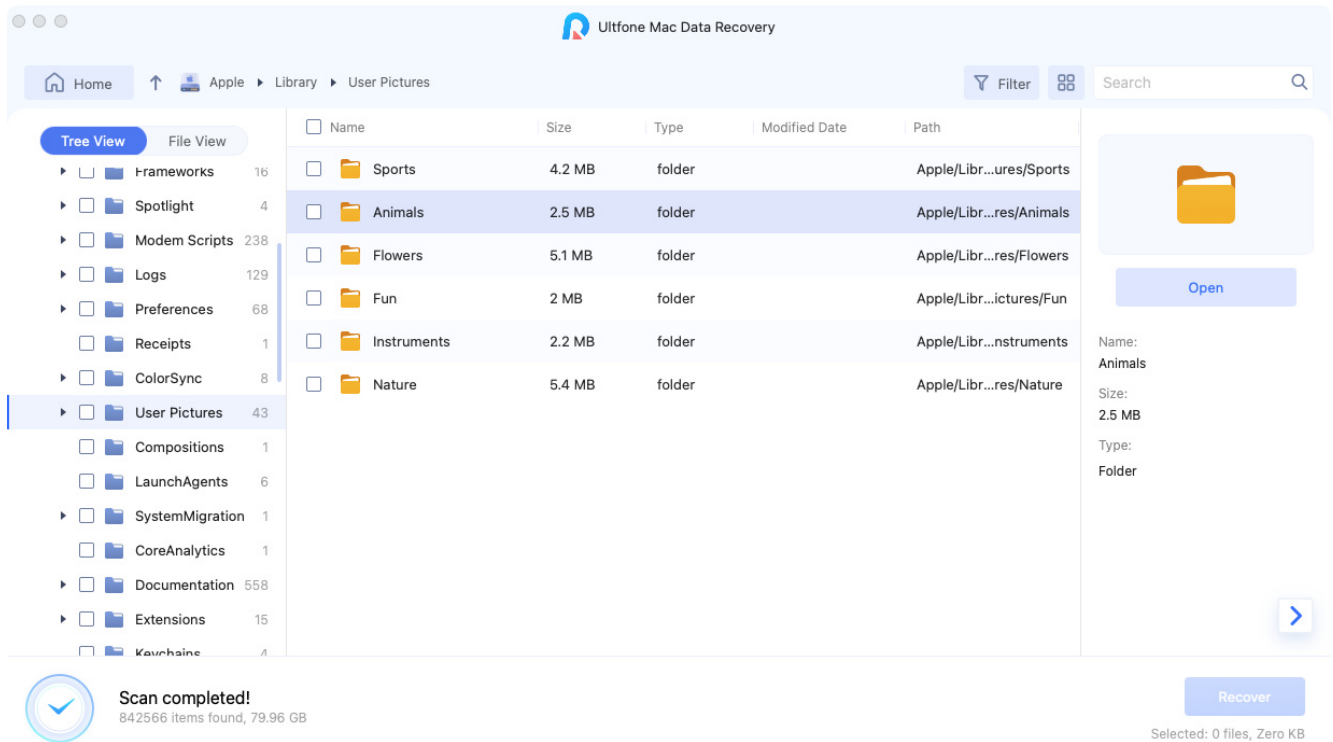 Ultfone Mac Data Recovery
Home Apple Library User Pictures Filter Search
Tree View File View
Frameworks 16
Spotlight 4
Modem Scripts 238
Logs 129
Preferences 68
Receipts 1
ColorSync 8
User Pictures 43
Compositions 1
LaunchAgents 6
SystemMigration 1
CoreAnalytics 1
Documentation 558
Extensions 15
Keychains 4
Name Size Type Modified Date Path
Sports 4.2 MB folder Apple/Libr...ures/Sports
Animals 2.5 MB folder Apple/Libr...res/Animals
Flowers 5.1 MB folder Apple/Libr...res/Flowers
Fun 2 MB folder Apple/Libr...ictures/Fun
Instruments 2.2 MB folder Apple/Libr...nstruments
Nature 5.4 MB folder Apple/Libr...res/Nature
Open
Name:
Animals
Size:
2.5 MB
Type:
Folder
Scan completed!
842566 items found, 79.96 GB
Recover
Selected: 0 files, Zero KB